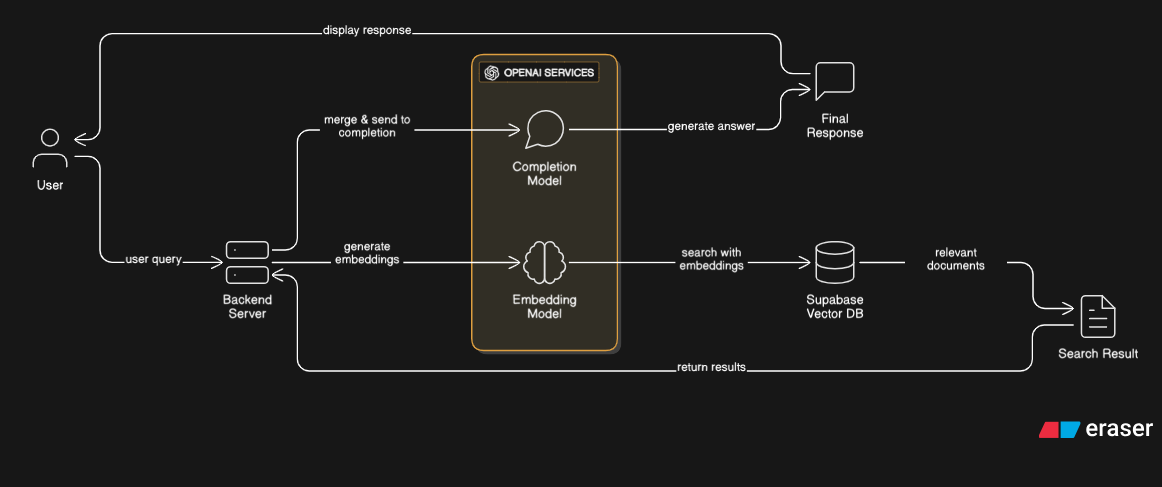 display response
OPENAI SERVICES
merge & send to
completion
generate answer
Final
Response
Completion
Model
User
user query
generate
embeddings
search with
embeddings
relevant
documents
Backend
Server
Embedding
Model
Supabase
Vector DB
Search Result
return results
eraser